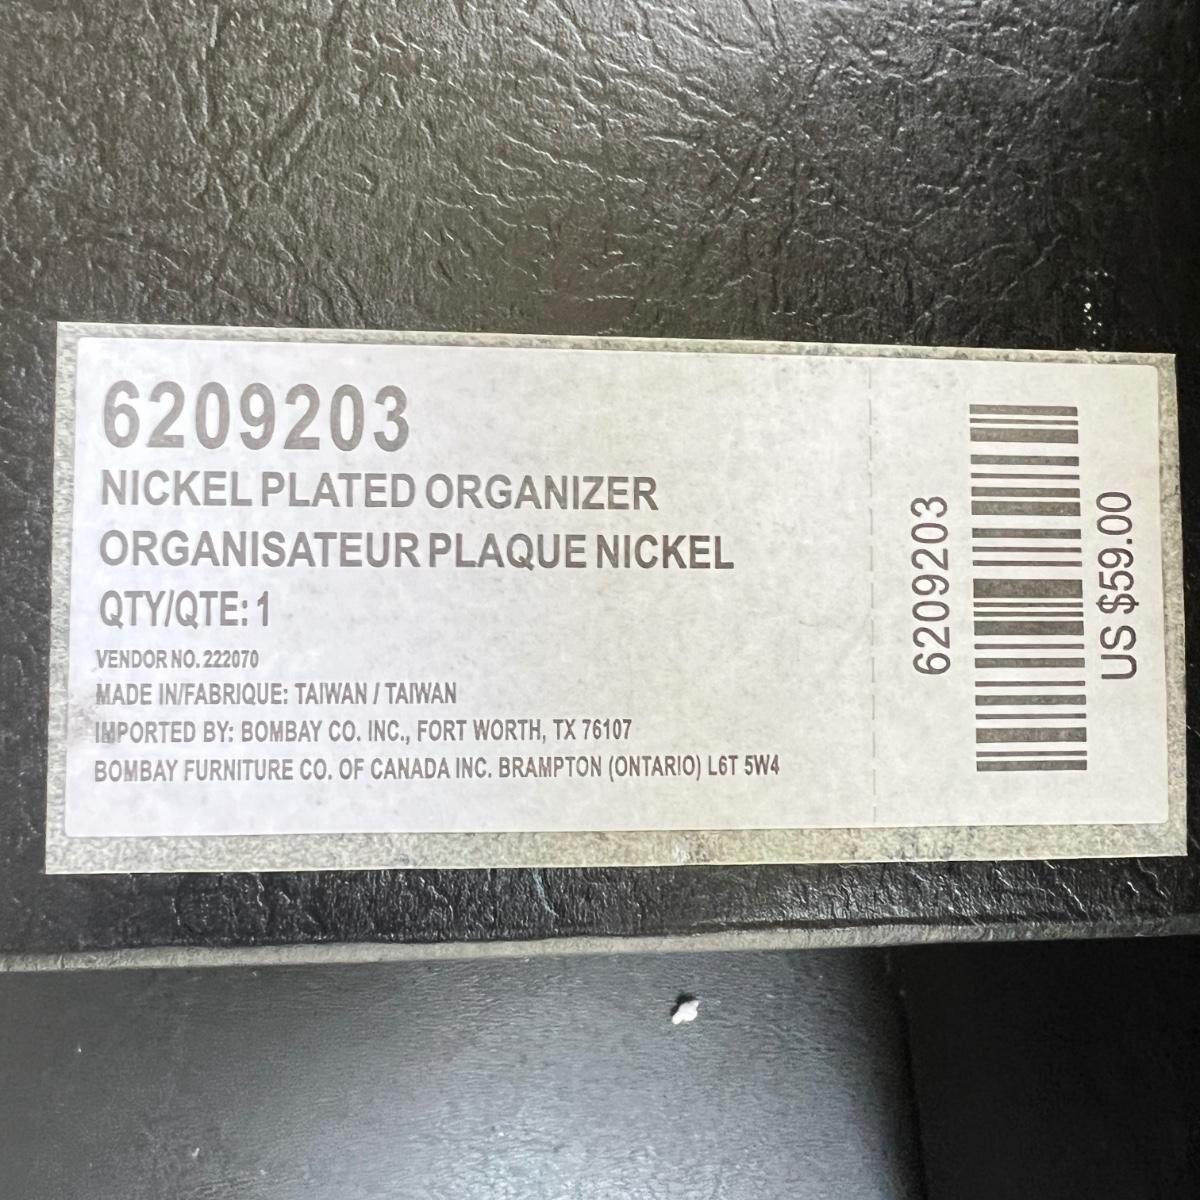 6209203
NICKEL PLATED ORGANIZER
ORGANISATEUR PLAQUE NICKEL
QTY/QTE: 1
VENDOR NO. 222070
MADE IN/FABRIQUE: TAIWAN / TAIWAN
IMPORTED BY: BOMBAY CO. INC., FORT WORTH, TX 76107
BOMBAY FURNITURE CO. OF CANADA INC. BRAMPTON (ONTARIO) L6T 5W4
6209203
US $59.00